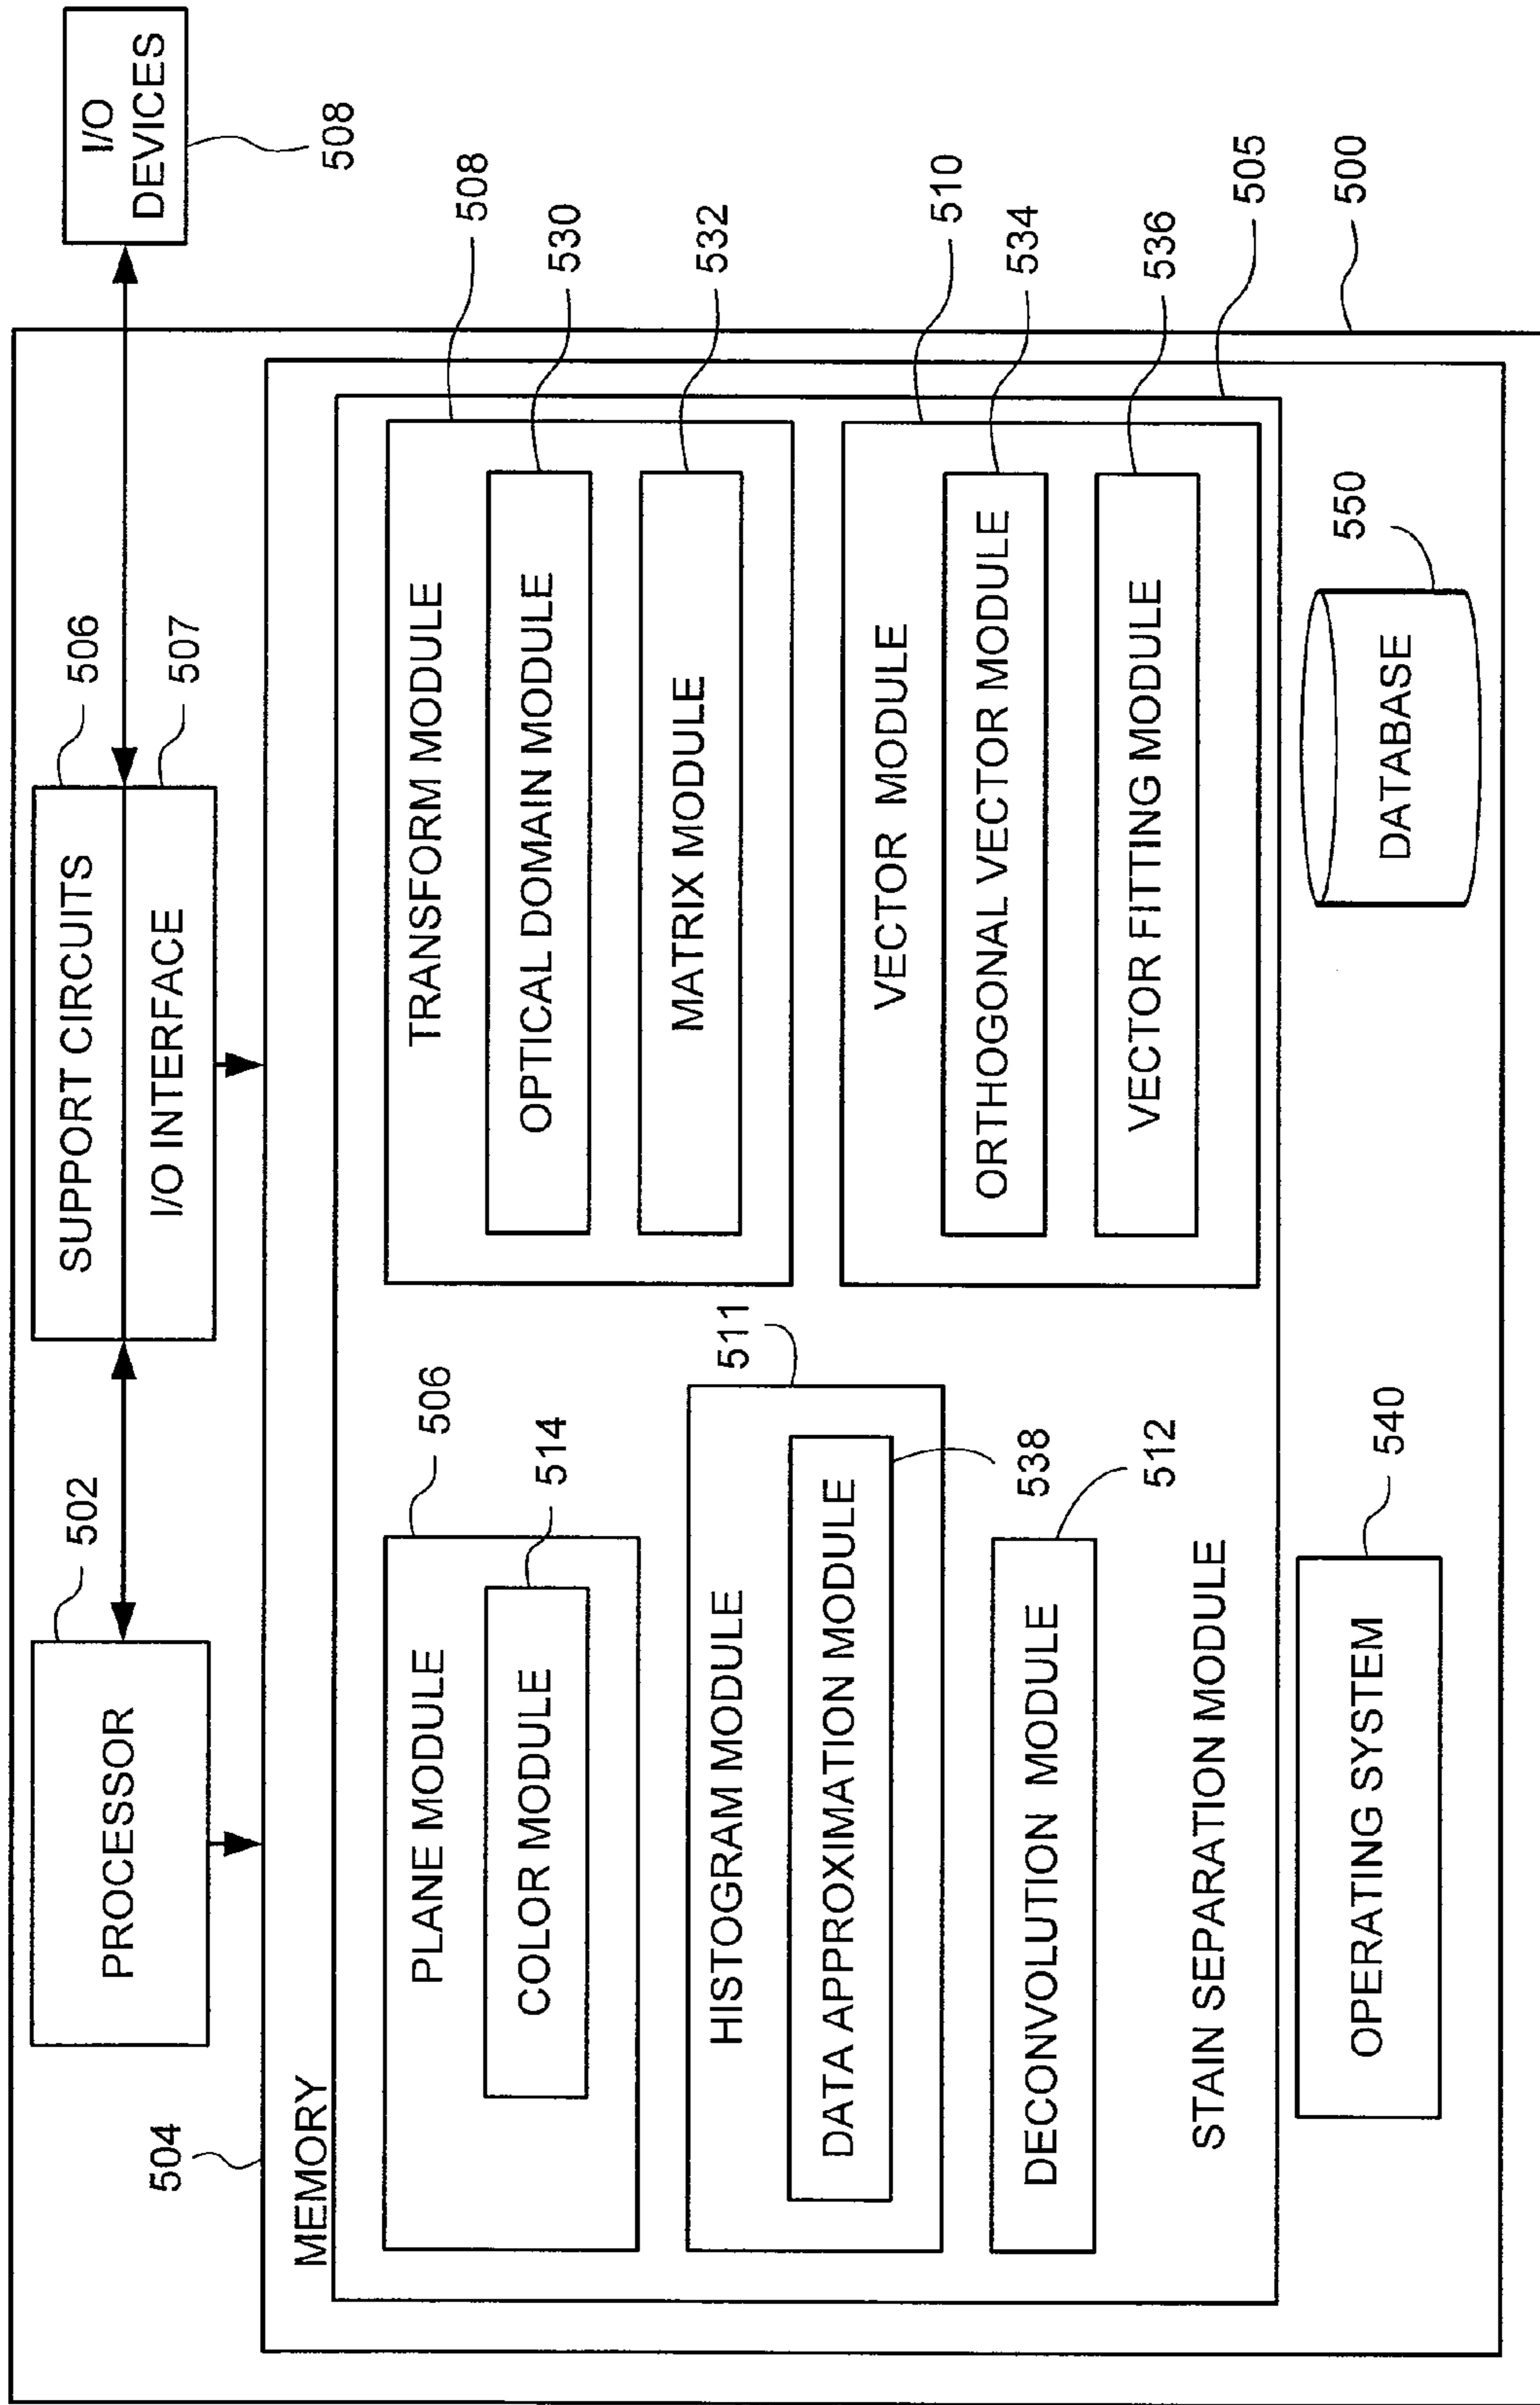 502
PROCESSOR
506
SUPPORT CIRCUITS
I/O INTERFACE
507
I/O
DEVICES
508
504
MEMORY
PLANE MODULE
506
COLOR MODULE
514
HISTOGRAM MODULE
511
DATA APPROXIMATION MODULE
538
DECONVOLUTION MODULE
512
STAIN SEPARATION MODULE
TRANSFORM MODULE
508
OPTICAL DOMAIN MODULE
530
MATRIX MODULE
532
VECTOR MODULE
510
ORTHOGONAL VECTOR MODULE
534
VECTOR FITTING MODULE
536
505
OPERATING SYSTEM
540
DATABASE
550
500